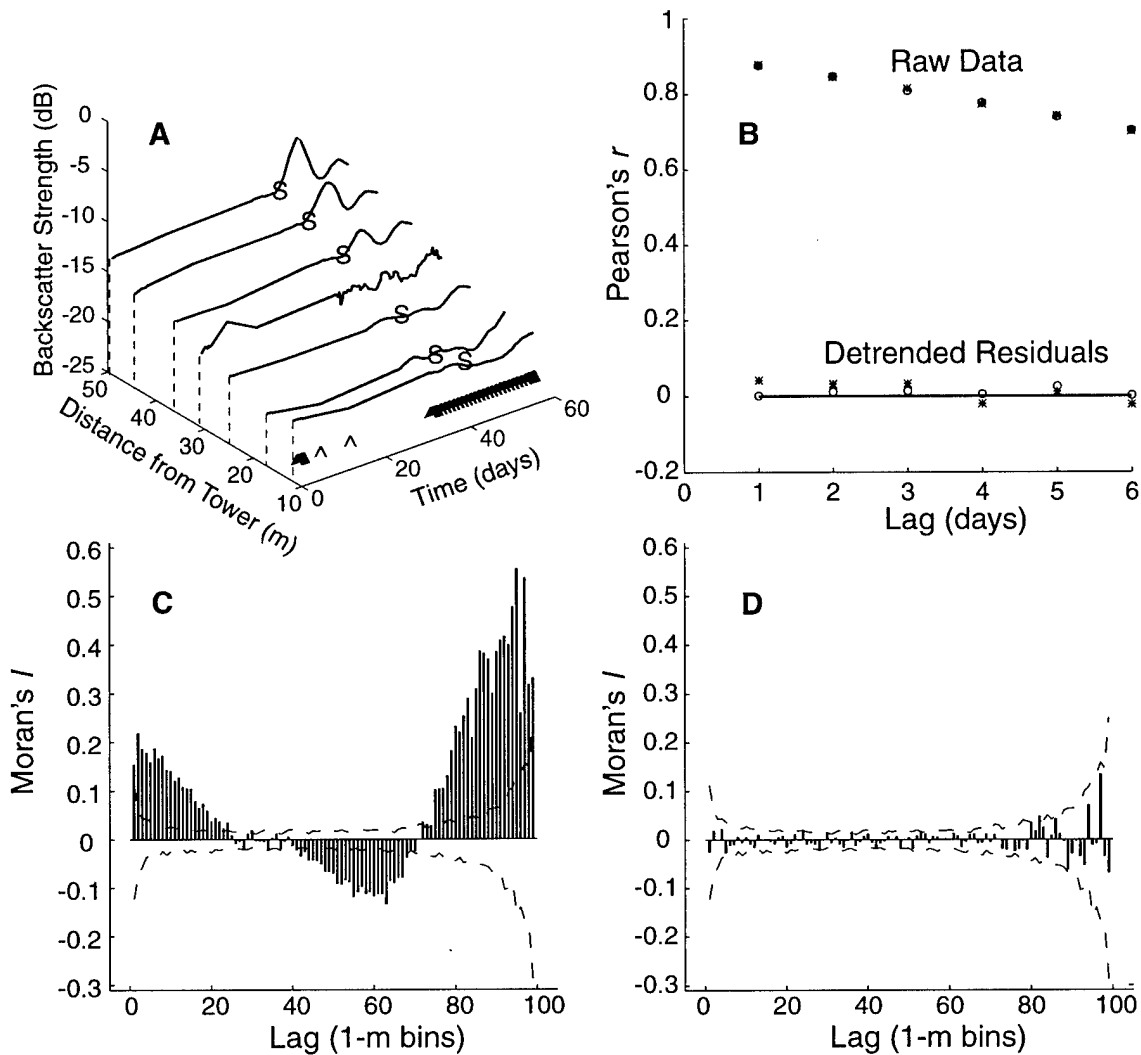 A
Backscatter Strength (dB)
0
-5
-10
-15
-20
-25
50
40
30
20
10
Distance from Tower (m)
0
20
40
60
Time (days)
S
S
S
S
S
S
^ ^
B
Pearson's r
1
0.8
0.6
0.4
0.2
0
-0.2
Raw Data
Detrended Residuals
0 1 2 3 4 5 6
Lag (days)
C
Moran's I
0.6
0.5
0.4
0.3
0.2
0.1
0
-0.1
-0.2
-0.3
0 20 40 60 80 100
Lag (1-m bins)
D
Moran's I
0.6
0.5
0.4
0.3
0.2
0.1
0
-0.1
-0.2
-0.3
0 20 40 60 80 100
Lag (1-m bins)